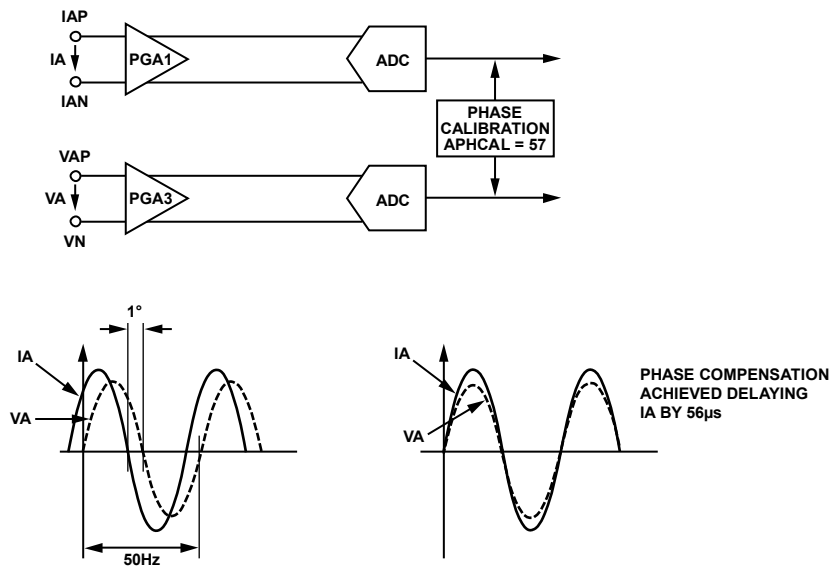 IAP
IA
IAN
PGA1
ADC
PHASE
CALIBRATION
APHCAL = 57
VAP
VA
VN
PGA3
ADC
1°
IA
VA
50Hz
IA
VA
PHASE COMPENSATION
ACHIEVED DELAYING
IA BY 56µs